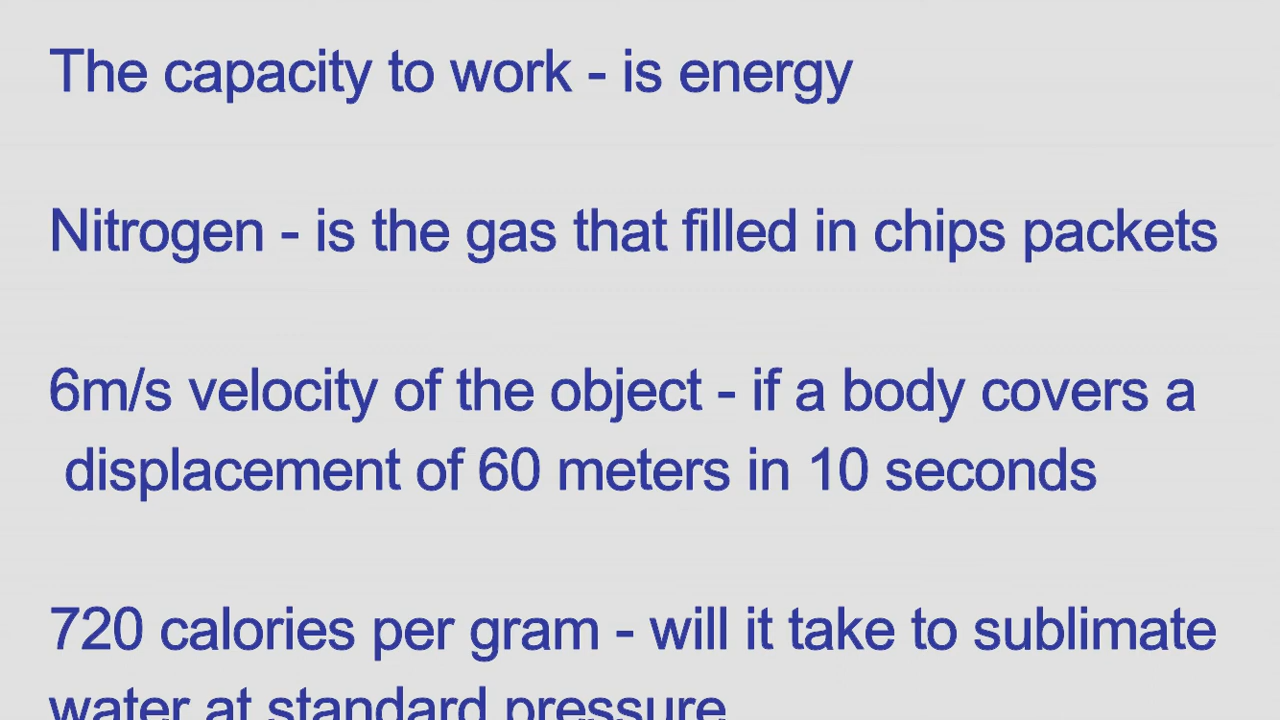 The capacity to work - is energy
Nitrogen - is the gas that filled in chips packets
6m/s velocity of the object - if a body covers a
displacement of 60 meters in 10 seconds
720 calories per gram - will it take to sublimate
water at standard pressure